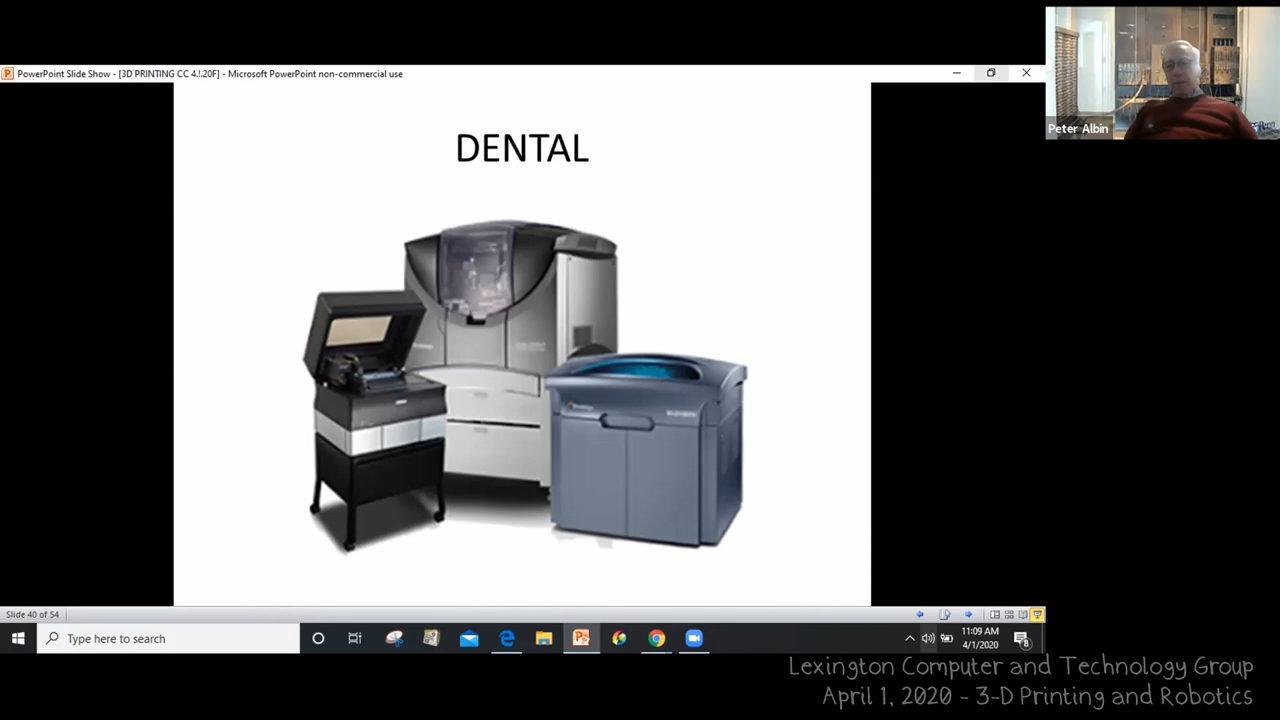 PowerPoint Slide Show - [3D PRINTING CC 4.!.20F] - Microsoft PowerPoint non-commercial use
Peter Albin
DENTAL
Slide 40 of 54
Type here to search
11:09 AM
4/1/2020
8
Lexington Computer and Technology Group
April 1, 2020 - 3-D Printing and Robotics